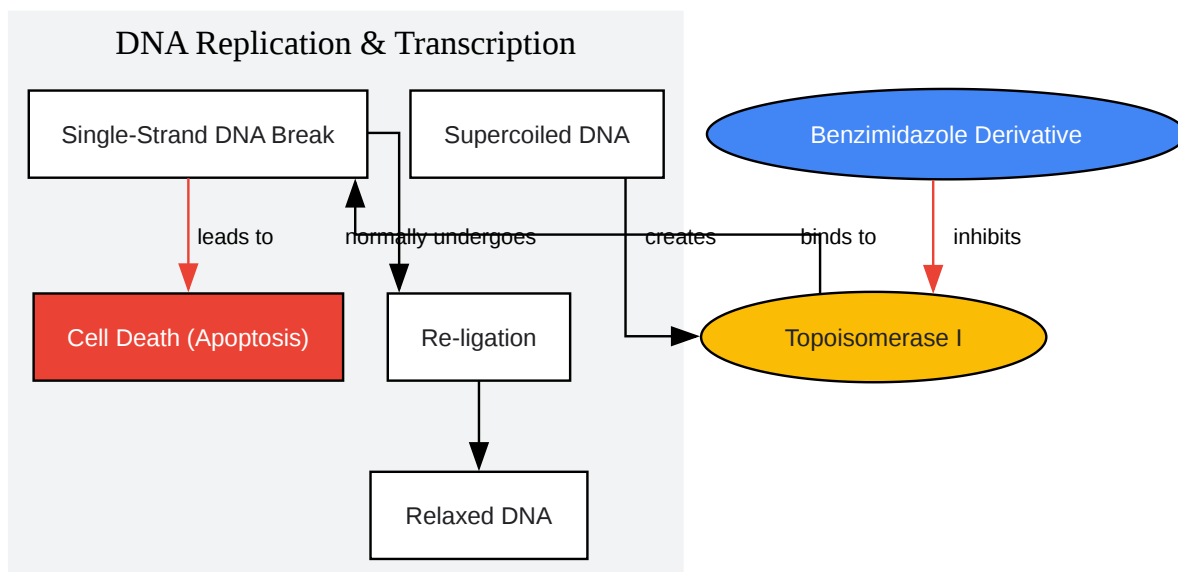 DNA Replication & Transcription
Single-Strand DNA Break
Supercoiled DNA
Benzimidazole Derivative
leads to
normally undergoes
creates
binds to
inhibits
Cell Death (Apoptosis)
Re-ligation
Topoisomerase I
Relaxed DNA